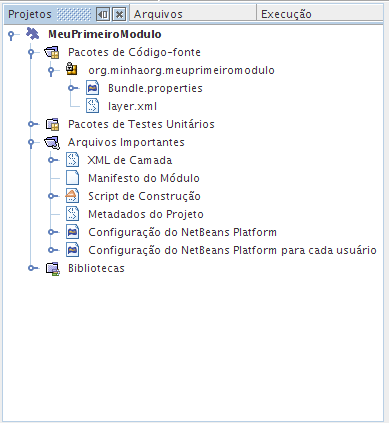 Projetos
Arquivos
Execução
MeuPrimeiroModulo
Pacotes de Código-fonte
org.minhaorg.meuprimeiromodulo
Bundle.properties
layer.xml
Pacotes de Testes Unitários
Arquivos Importantes
XML de Camada
Manifesto do Módulo
Script de Construção
Metadados do Projeto
Configuração do NetBeans Platform
Configuração do NetBeans Platform para cada usuário
Bibliotecas